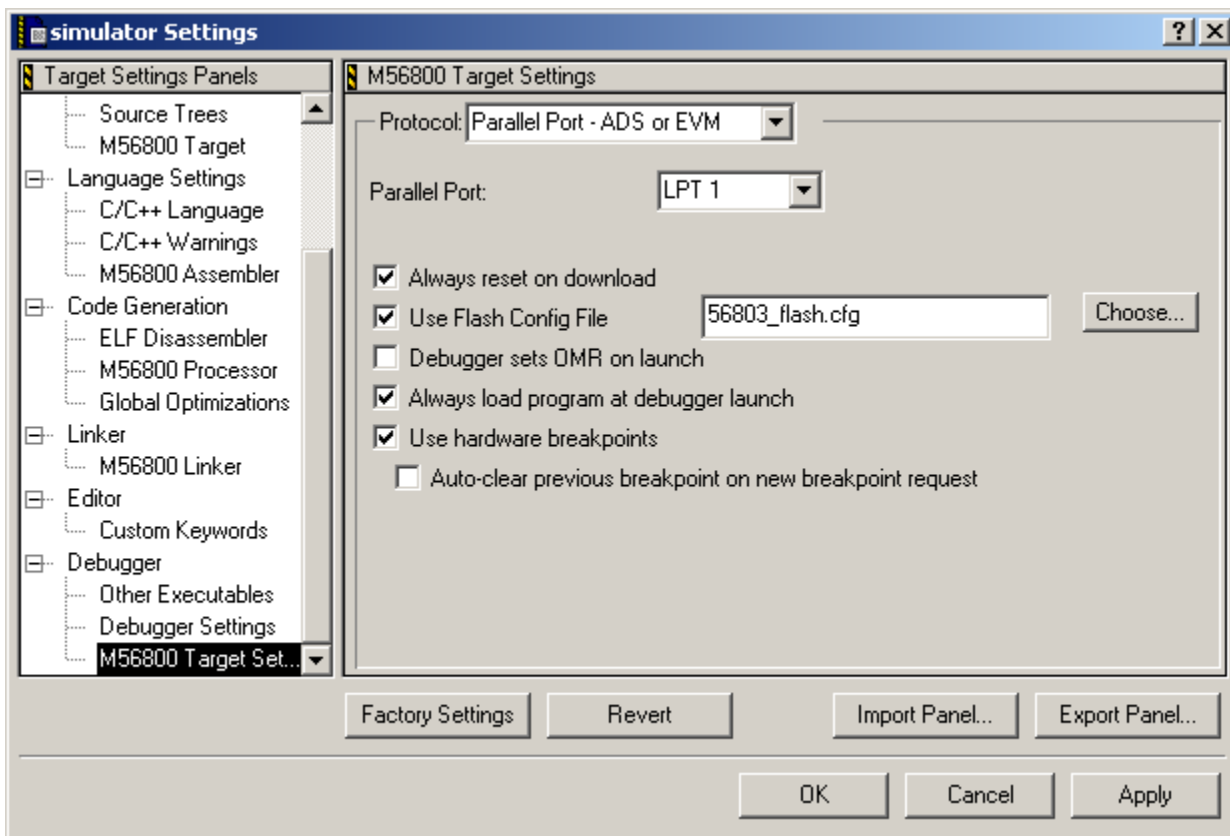 simulator Settings
Target Settings Panels
Source Trees
M56800 Target
Language Settings
C/C++ Language
C/C++ Warnings
M56800 Assembler
Code Generation
ELF Disassembler
M56800 Processor
Global Optimizations
Linker
M56800 Linker
Editor
Custom Keywords
Debugger
Other Executables
Debugger Settings
M56800 Target Set...
M56800 Target Settings
Protocol: Parallel Port - ADS or EVM
Parallel Port: LPT 1
Always reset on download
Use Flash Config File 56803_flash.cfg Choose...
Debugger sets OMR on launch
Always load program at debugger launch
Use hardware breakpoints
Auto-clear previous breakpoint on new breakpoint request
Factory Settings Revert Import Panel... Export Panel...
OK Cancel Apply